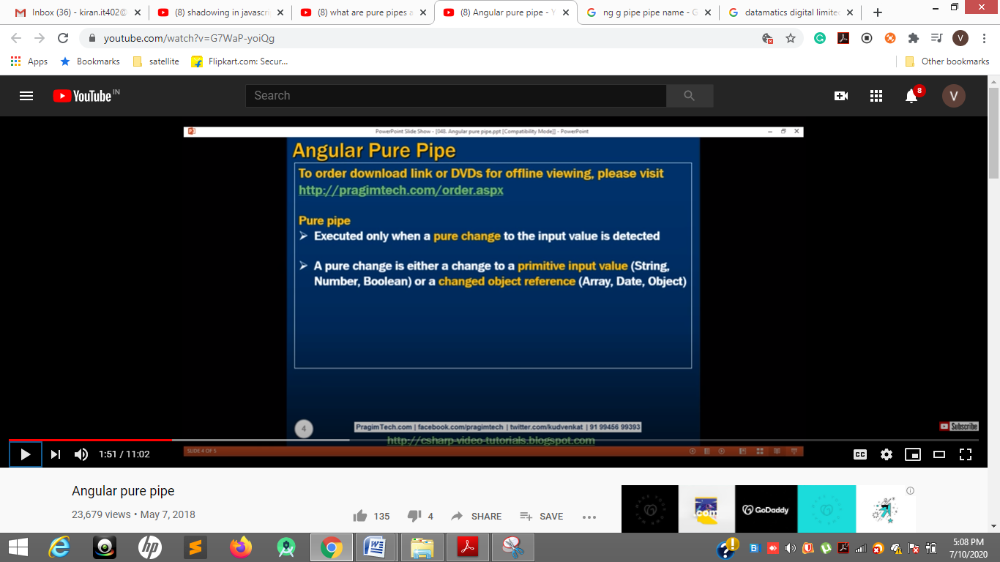 Inbox (36) - kiran.it402@
(8) shadowing in javascri
(8) what are pure pipes a
(8) Angular pure pipe - Y
ng g pipe pipe name - G
datamatics digital limite
youtube.com/watch?v=G7WaP-yoiQg
V
Apps
Bookmarks
satellite
Flipkart.com: Secur...
Other bookmarks
YouTube IN
Search
8
V
PowerPoint Slide Show - [048. Angular pure pipe.ppt [Compatibility Mode]] - PowerPoint
Angular Pure Pipe
To order download link or DVDs for offline viewing, please visit
http://pragimtech.com/order.aspx
Pure pipe
Executed only when a pure change to the input value is detected
A pure change is either a change to a primitive input value (String,
Number, Boolean) or a changed object reference (Array, Date, Object)
4
PragimTech.com | facebook.com/pragimtech | twitter.com/kudvenkat | 91 99456 99393
Subscribe
http://csharp-video-tutorials.blogspot.com
SLIDE 4 OF 5
1:51 / 11:02
CC
Angular pure pipe
23,679 views • May 7, 2018
135
4
SHARE
SAVE
.com
GoDaddy
hp
5:08 PM
7/10/2020